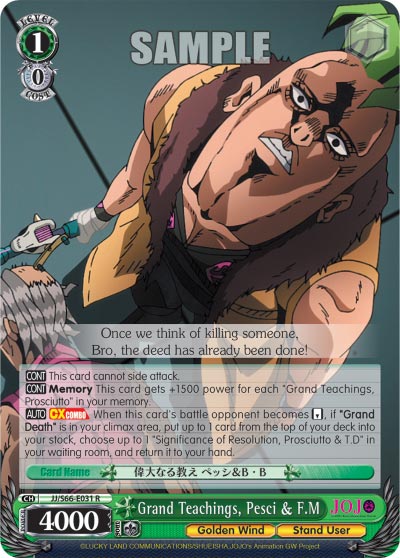 LEVEL
1
0
COST
SAMPLE
Once we think of killing someone,
Bro, the deed has already been done!
CONT This card cannot side attack.
CONT Memory This card gets +1500 power for each "Grand Teachings,
Prosciutto" in your memory.
AUTO CX COMBO When this card's battle opponent becomes , if "Grand
Death" is in your climax area, put up to 1 card from the top of your deck into
your stock, choose up to 1 "Significance of Resolution, Prosciutto & T.D" in
your waiting room, and return it to your hand.
Card Name 偉大なる教え ペッシ&B・B
CH JJ/S66-E031 R
POWER 4000 SOUL
Grand Teachings, Pesci & F.M JOJO
Golden Wind Stand User
©LUCKY LAND COMMUNICATIONS/SHUEISHA,JOJO's Animation GW Project